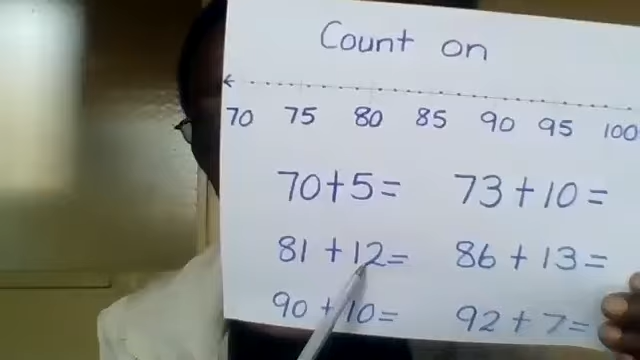 Count on
70 75 80 85 90 95 100
70+5= 73+10=
81+12= 86+13=
90+10= 92+7=